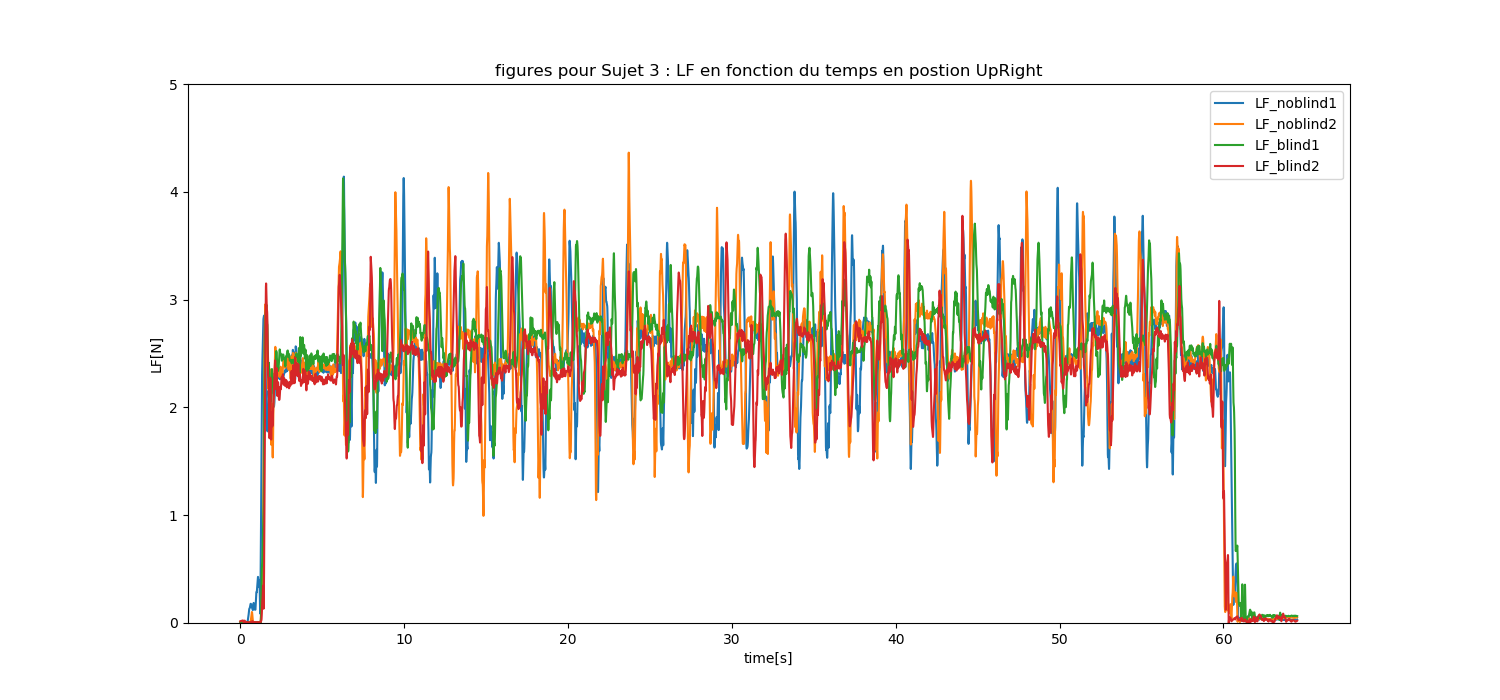 figures pour Sujet 3 : LF en fonction du temps en postion UpRight
LF_noblind1
LF_noblind2
LF_blind1
LF_blind2
5
4
3
2
1
0
LF[N]
0 10 20 30 40 50 60
time[s]